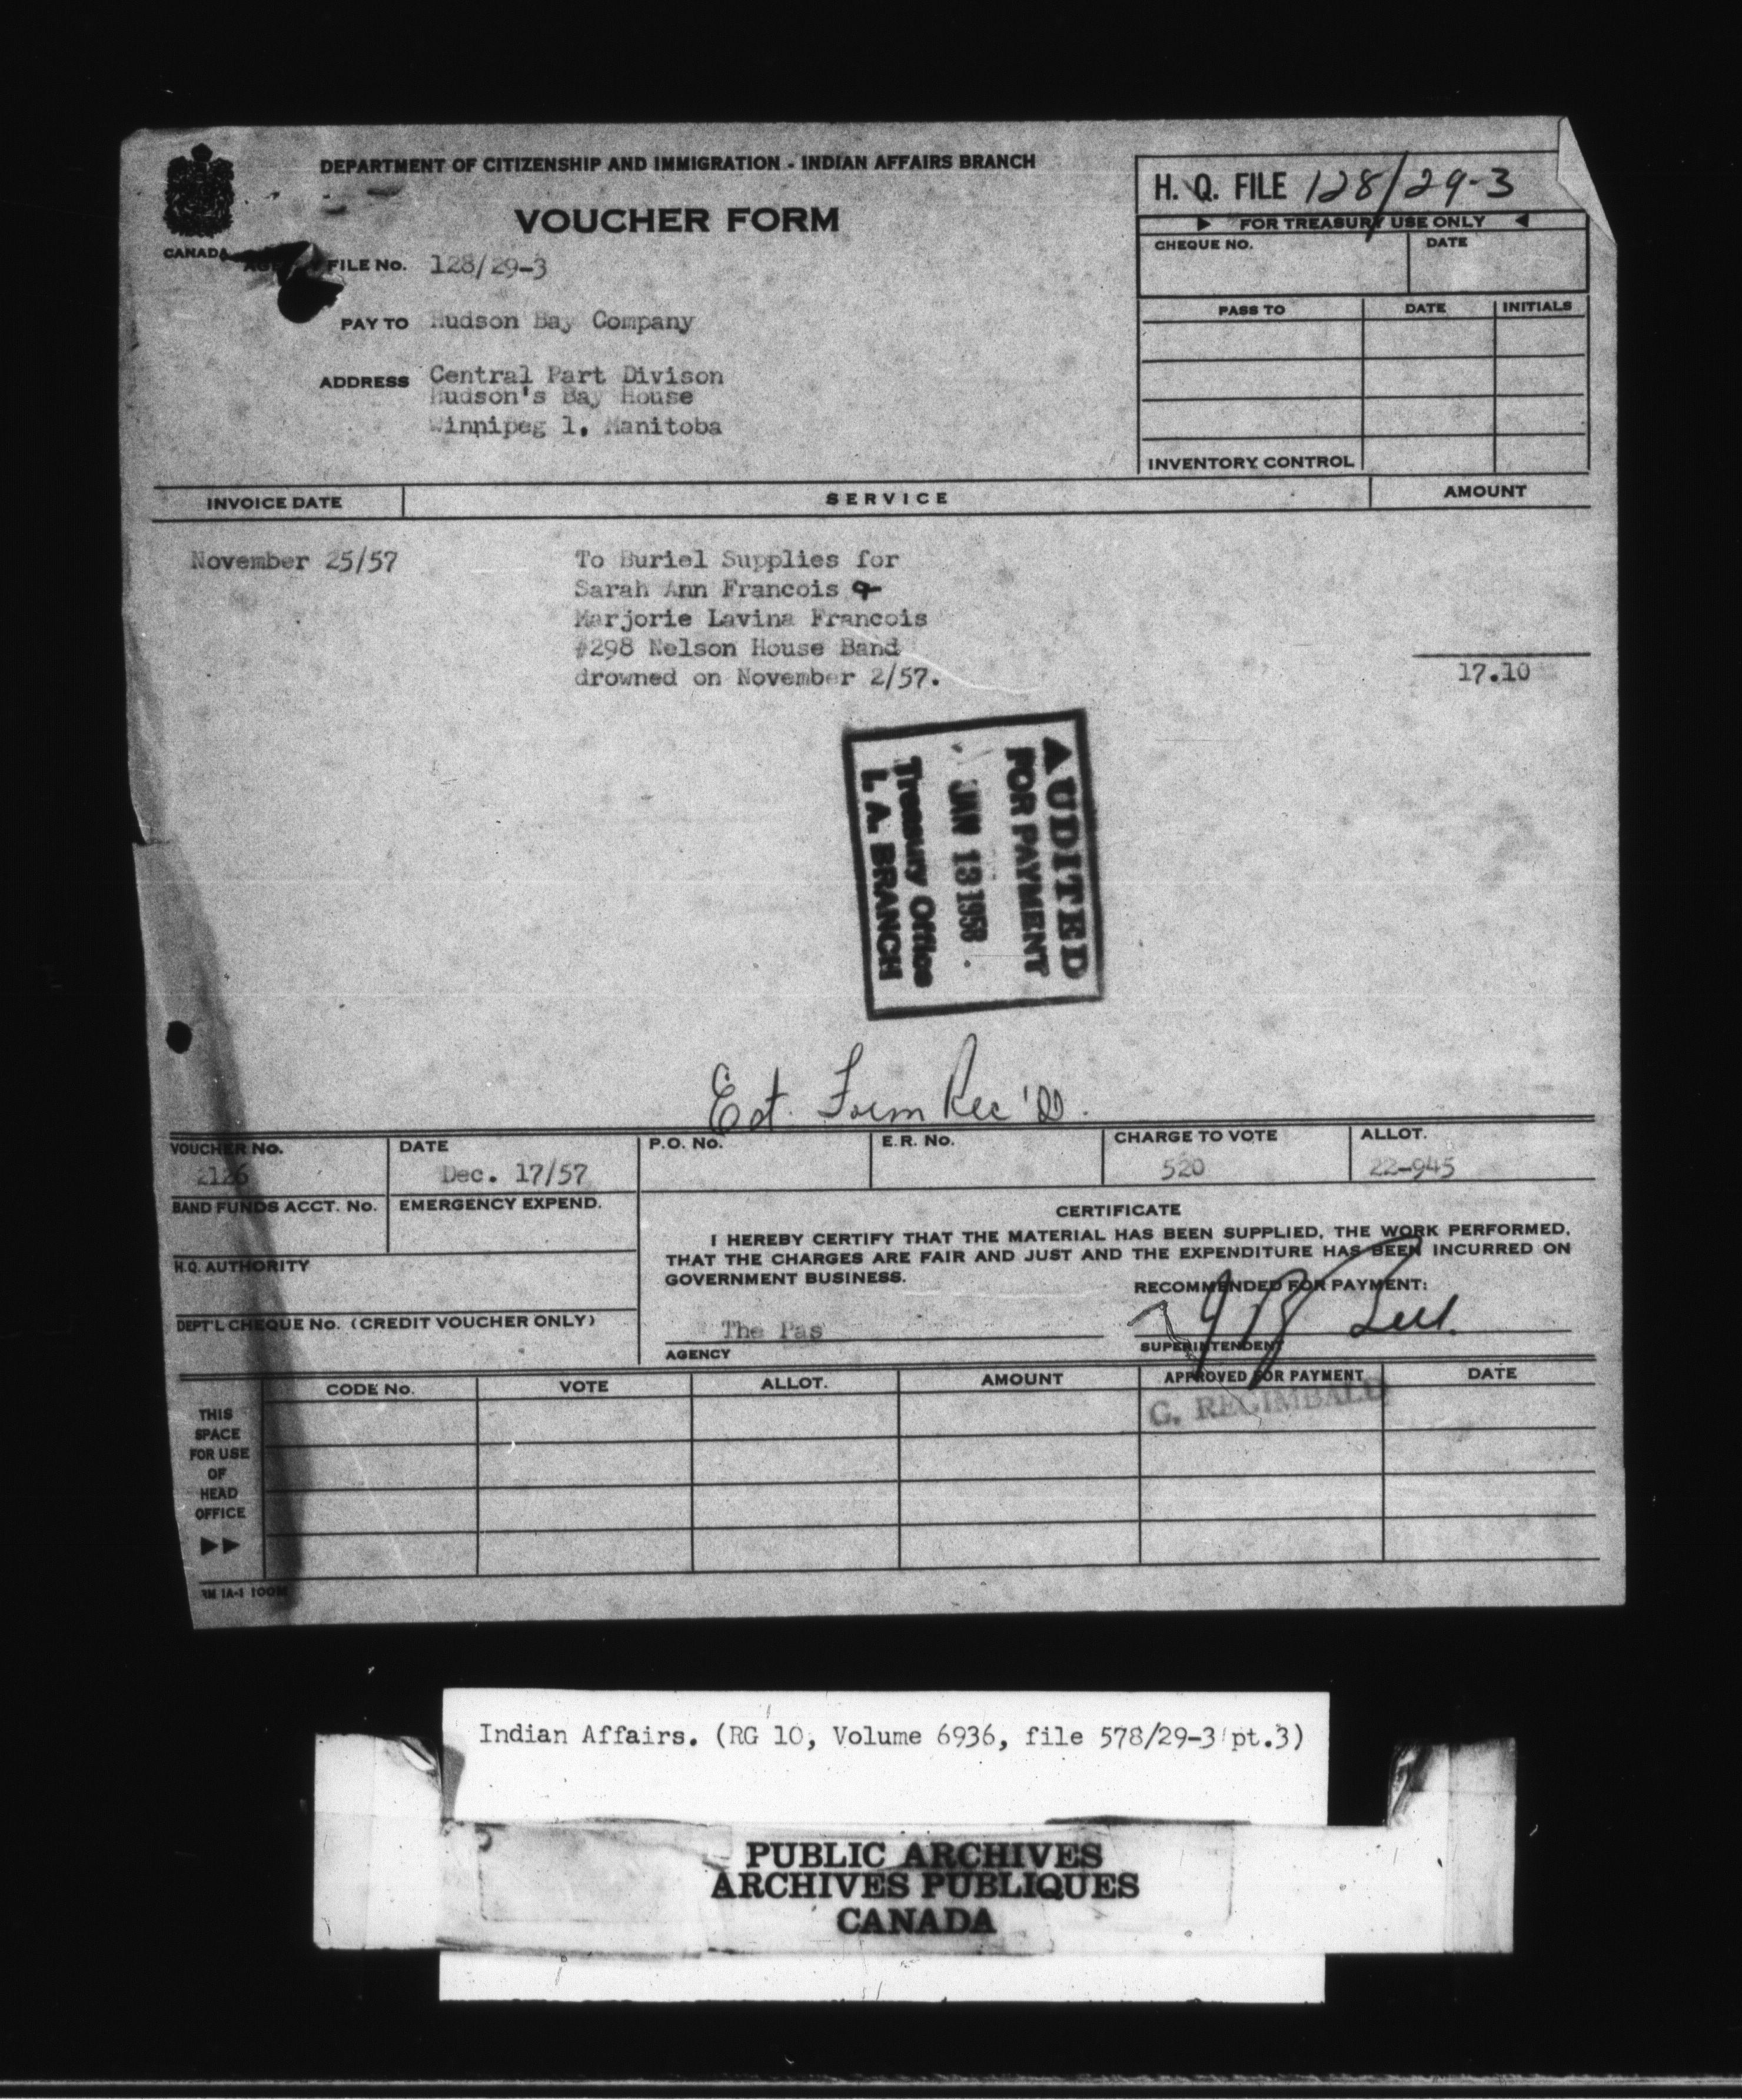 DEPARTMENT OF CITIZENSHIP AND IMMIGRATION - INDIAN AFFAIRS BRANCH
VOUCHER FORM
CANADA
FILE No. 128/29-3
PAY TO Hudson Bay Company
ADDRESS Central Part Divison
Hudson's Bay House
Winnipeg 1, Manitoba
H. Q. FILE 128/29-3
FOR TREASURY USE ONLY
CHEQUE NO. DATE
PASS TO DATE INITIALS
INVENTORY CONTROL
INVOICE DATE SERVICE AMOUNT
November 25/57 To Buriel Supplies for
Sarah Ann Francois &
Marjorie Lavina Francois
#298 Nelson House Band
drowned on November 2/57. 17.10
AUDITED
FOR PAYMENT
JAN 13 1958
Treasury Office
I. A. BRANCH
Est. Form Rec'd.
VOUCHER No. DATE P.O. No. E.R. No. CHARGE TO VOTE ALLOT.
2126 Dec. 17/57 520 22-945
BAND FUNDS ACCT. No. EMERGENCY EXPEND.
H.Q. AUTHORITY
DEPT'L CHEQUE No. (CREDIT VOUCHER ONLY)
CERTIFICATE
I HEREBY CERTIFY THAT THE MATERIAL HAS BEEN SUPPLIED, THE WORK PERFORMED,
THAT THE CHARGES ARE FAIR AND JUST AND THE EXPENDITURE HAS BEEN INCURRED ON
GOVERNMENT BUSINESS.
RECOMMENDED FOR PAYMENT:
The Pas
AGENCY
SUPERINTENDENT
CODE No. VOTE ALLOT. AMOUNT APPROVED FOR PAYMENT DATE
G. REGIMBALD
THIS
SPACE
FOR USE
OF
HEAD
OFFICE
IA-1 100M
Indian Affairs. (RG 10, Volume 6936, file 578/29-3 pt.3)
PUBLIC ARCHIVES
ARCHIVES PUBLIQUES
CANADA